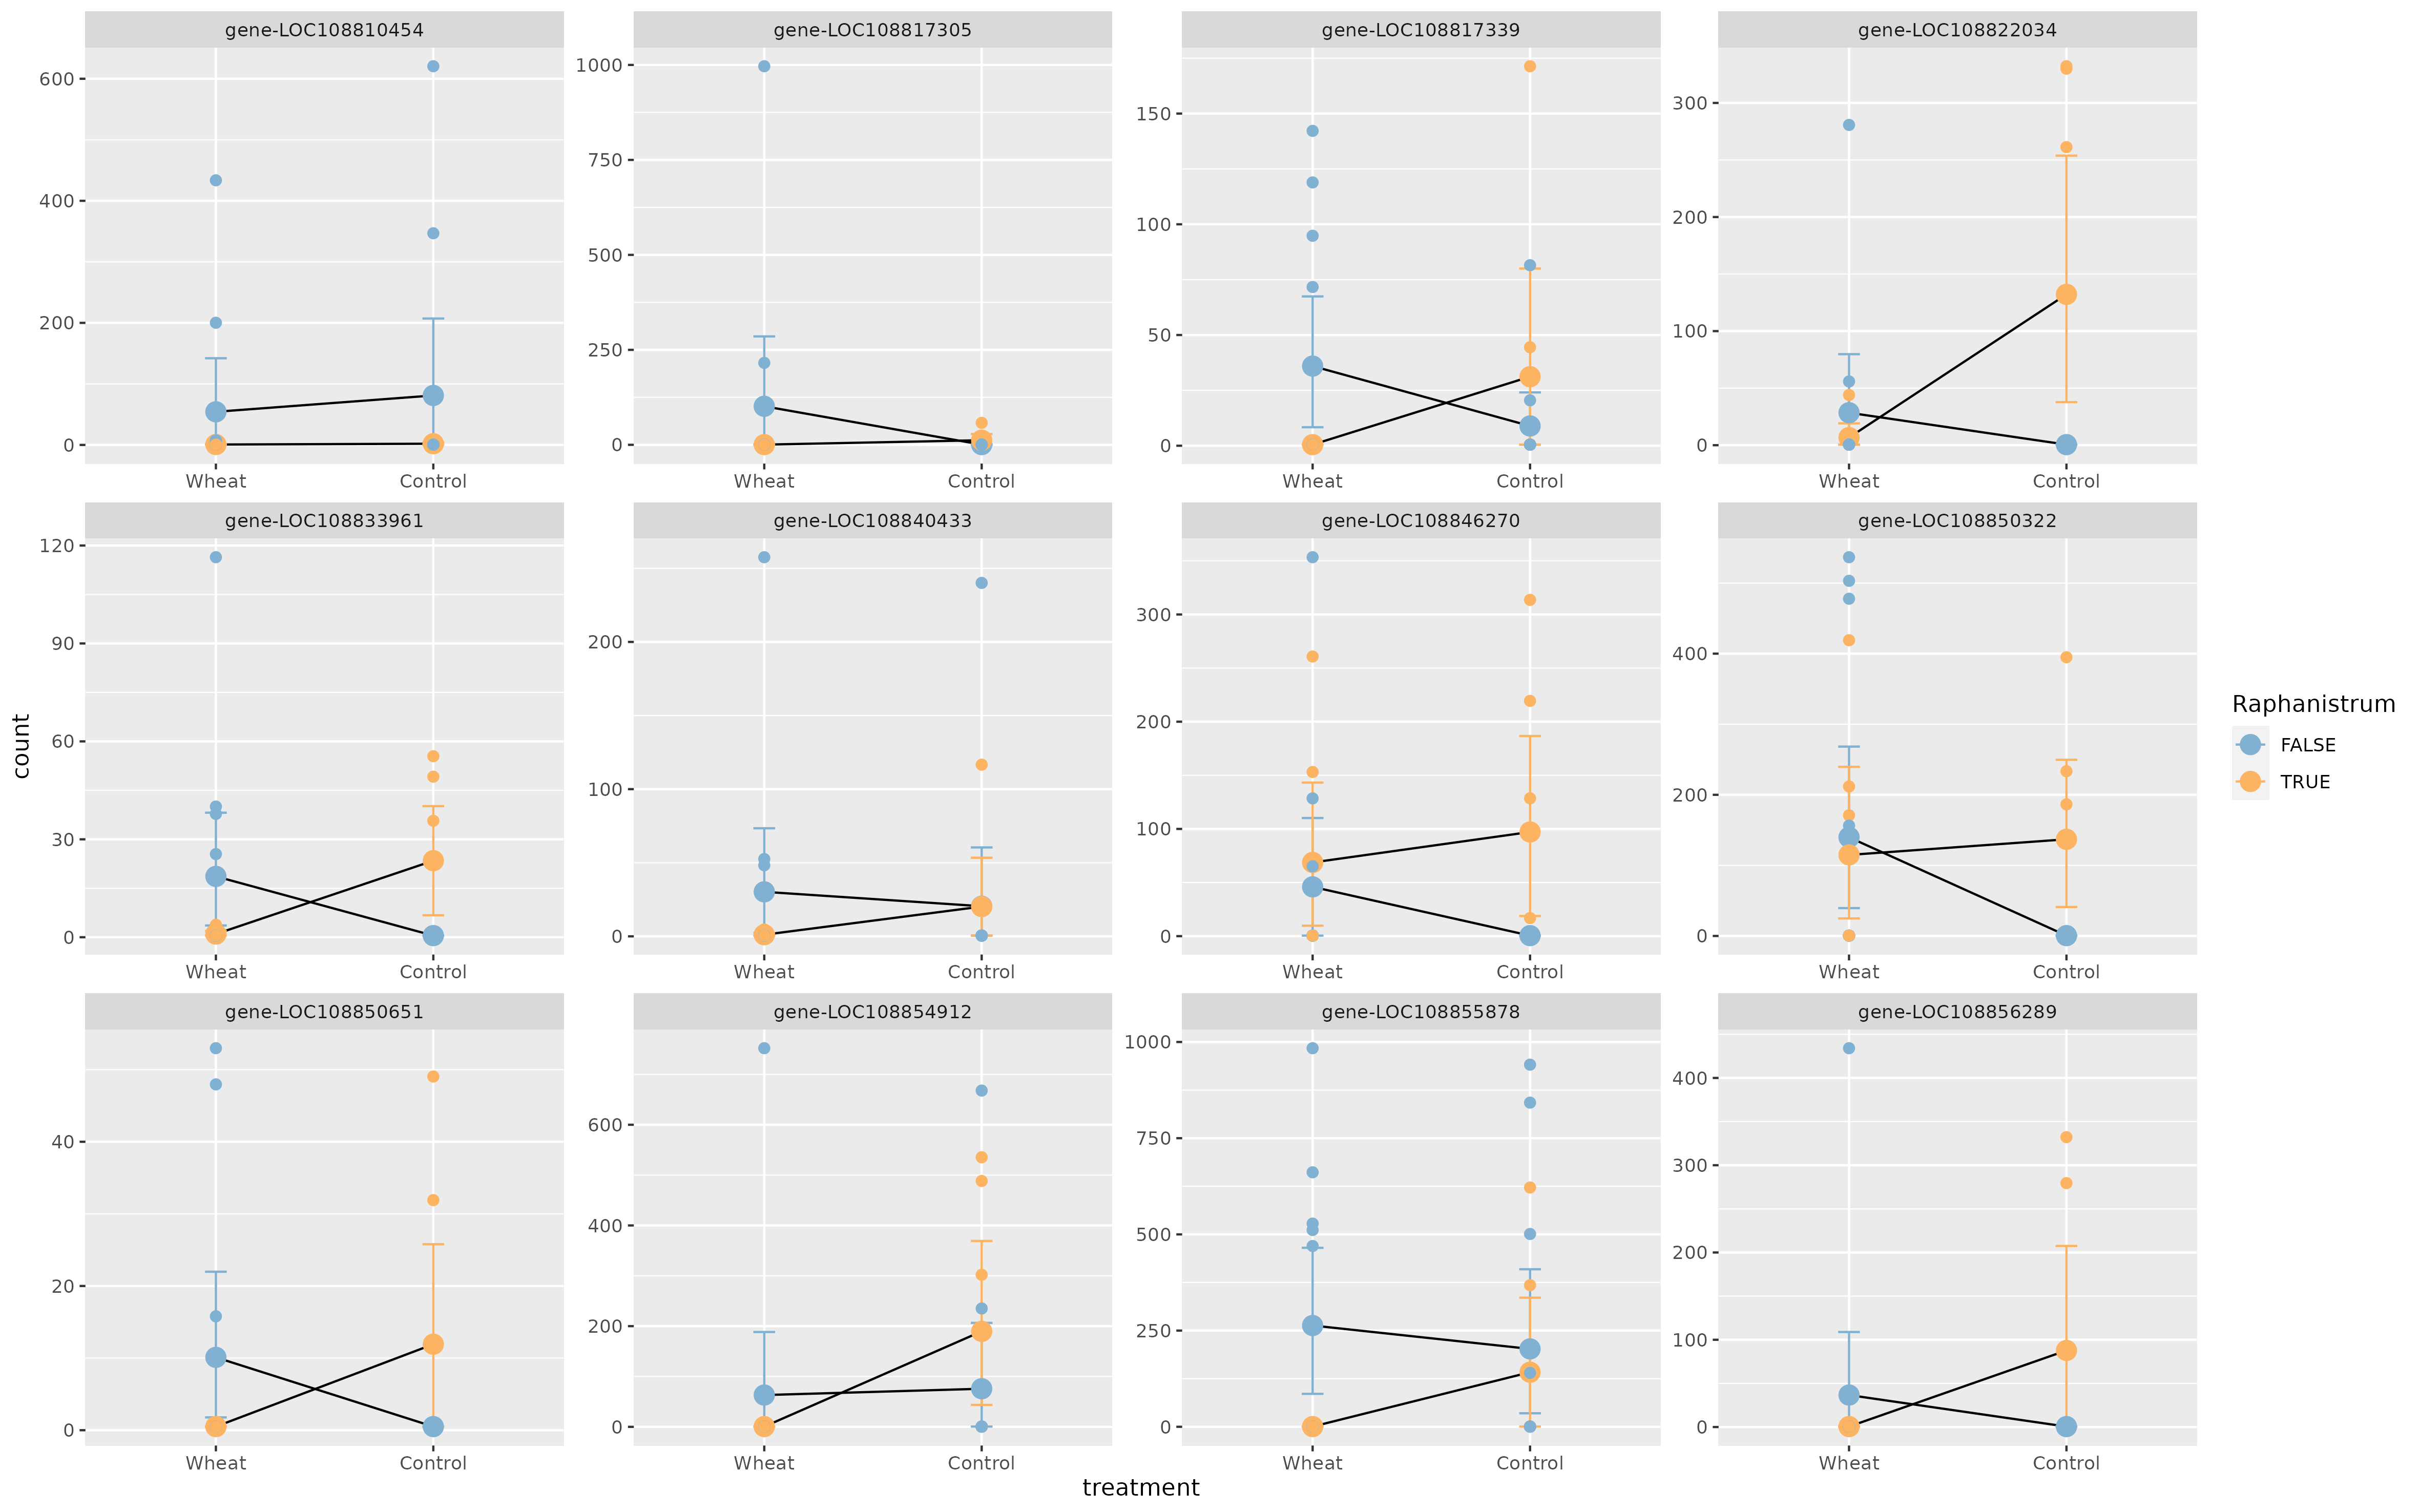 gene-LOC108810454 gene-LOC108817305 gene-LOC108817339 gene-LOC108822034
600 1000 150 300
400 750 100 200
200 500 50 100
0 250 0 0
0
Wheat Control Wheat Control Wheat Control Wheat Control
gene-LOC108833961 gene-LOC108840433 gene-LOC108846270 gene-LOC108850322
120 200 300 400
90 100 200 200
60 0 100 0
30 0
0
Wheat Control Wheat Control Wheat Control Wheat Control
count
Raphanistrum
FALSE
TRUE
gene-LOC108850651 gene-LOC108854912 gene-LOC108855878 gene-LOC108856289
40 600 1000 400
20 400 750 300
0 200 500 200
0 250 100
0 0
Wheat Control Wheat Control Wheat Control Wheat Control
treatment